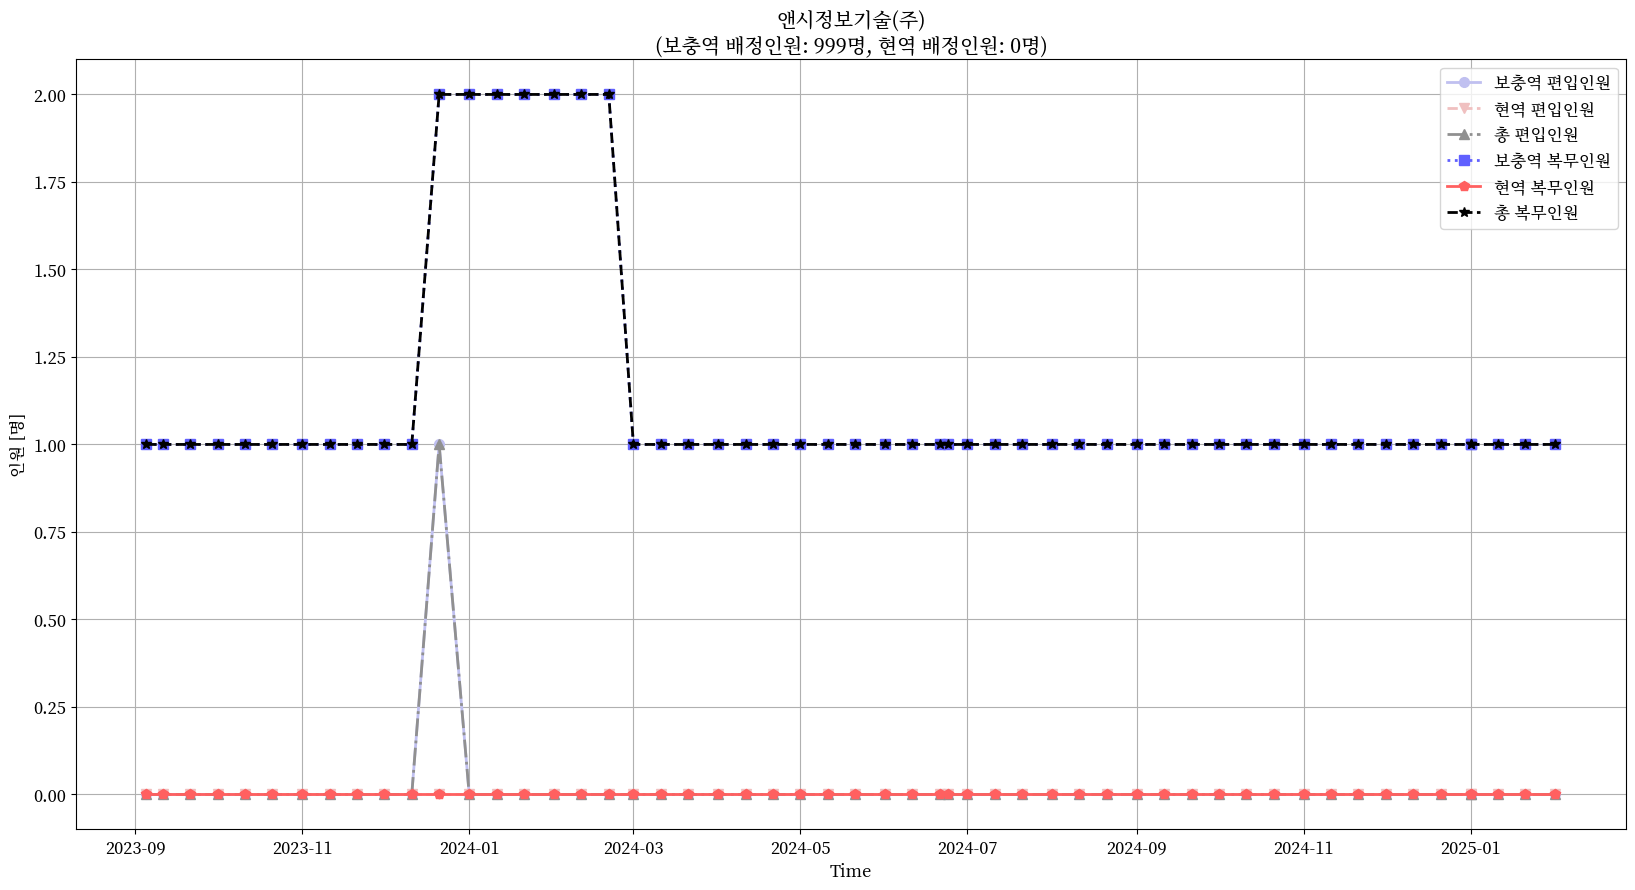 앤시정보기술(주)
(보충역 배정인원: 999명, 현역 배정인원: 0명)
보충역 편입인원
현역 편입인원
총 편입인원
보충역 복무인원
현역 복무인원
총 복무인원
2.00
1.75
1.50
1.25
1.00
0.75
0.50
0.25
0.00
인원 [명]
2023-09
2023-11
2024-01
2024-03
2024-05
2024-07
2024-09
2024-11
2025-01
Time